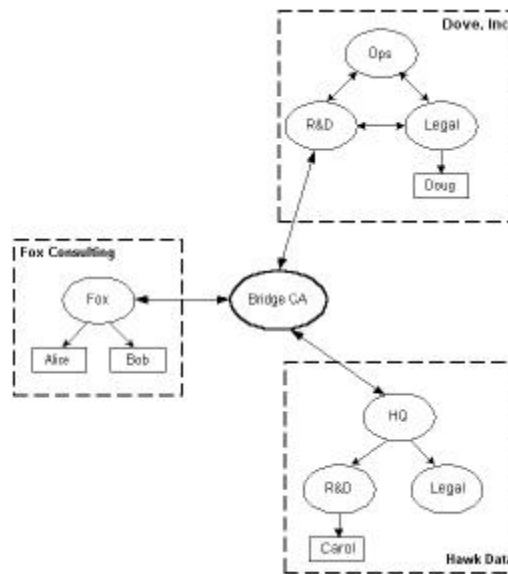 Dove, Inc
Ops
R&D
Legal
Doug
Fox Consulting
Fox
Alice
Bob
Bridge CA
HQ
R&D
Legal
Carol
Hawk Data